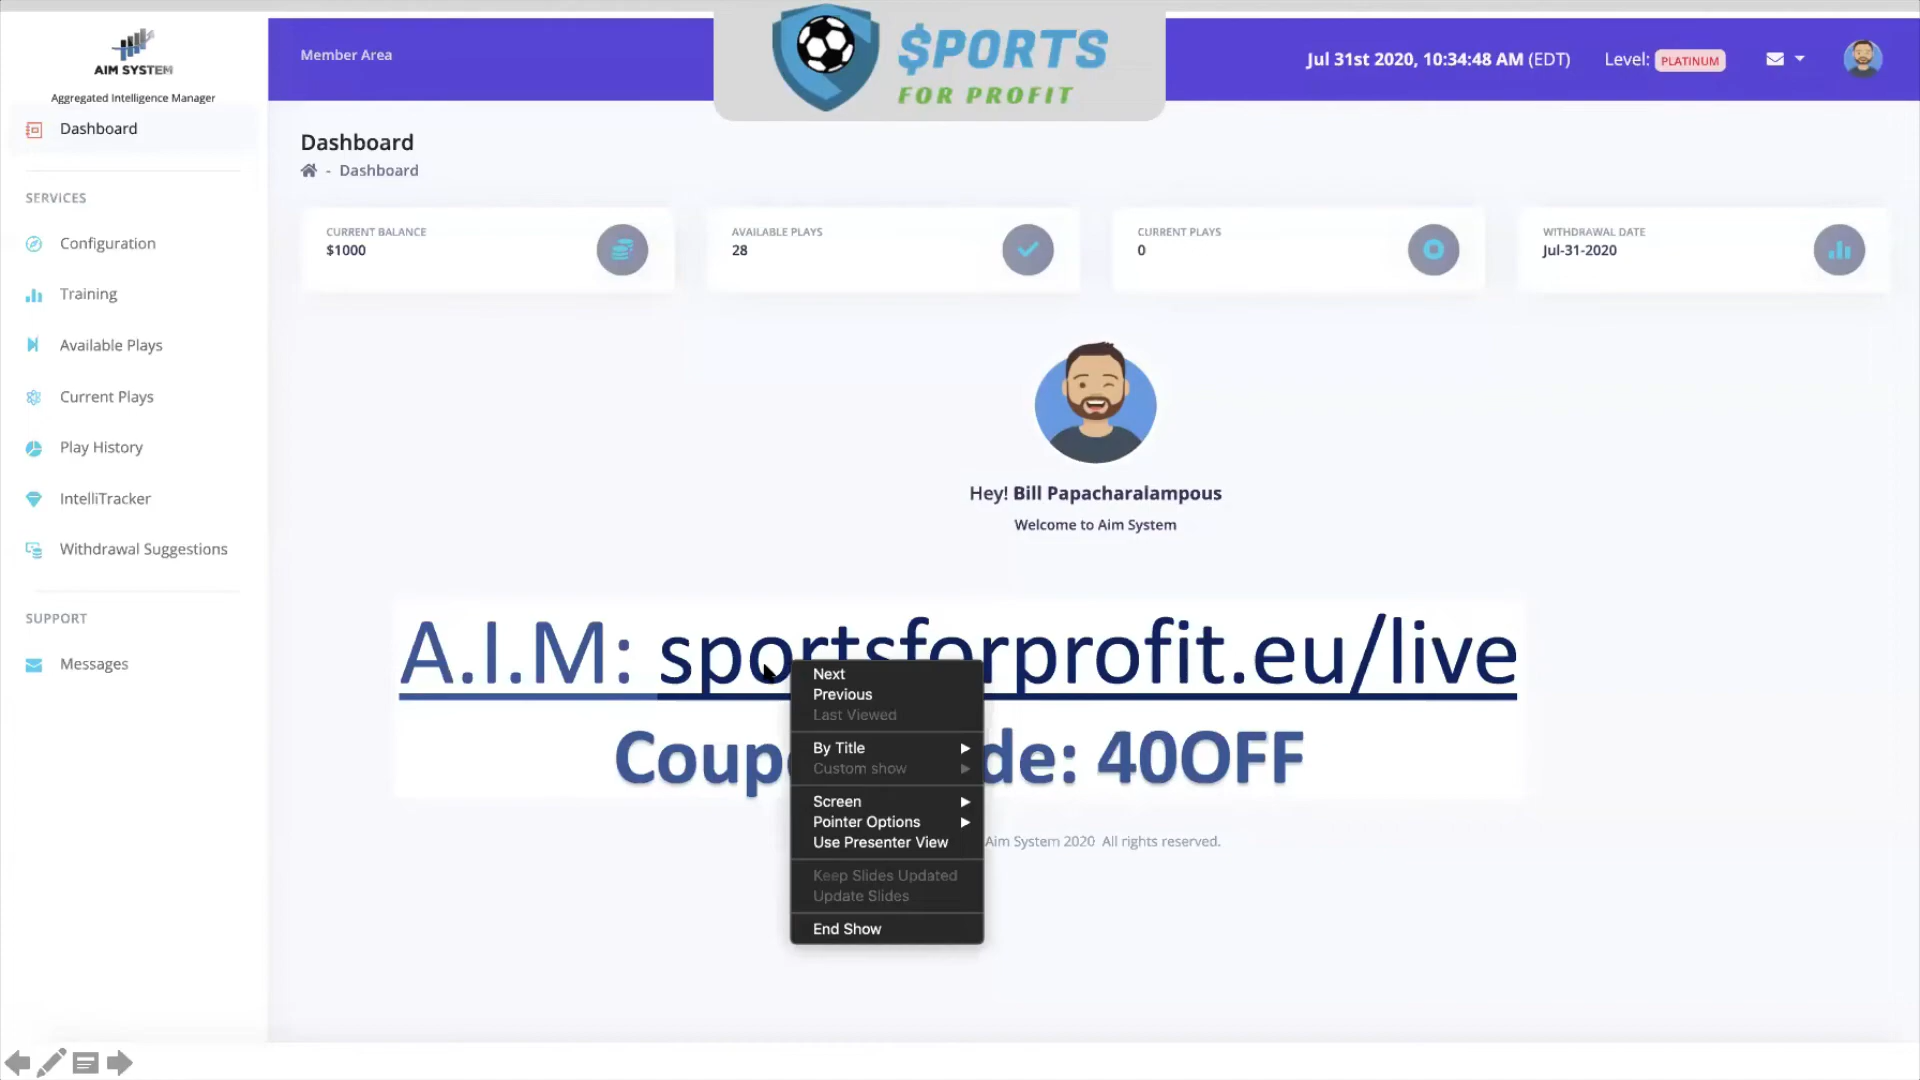 AIM SYSTEM
Aggregated Intelligence Manager
Dashboard
SERVICES
Configuration
Training
Available Plays
Current Plays
Play History
IntelliTracker
Withdrawal Suggestions
SUPPORT
Messages
Member Area
$PORTS
FOR PROFIT
Jul 31st 2020, 10:34:48 AM (EDT)
Level: PLATINUM
Dashboard
- Dashboard
CURRENT BALANCE
$1000
AVAILABLE PLAYS
28
CURRENT PLAYS
0
WITHDRAWAL DATE
Jul-31-2020
Hey! Bill Papacharalampous
Welcome to Aim System
A.I.M: sportsforprofit.eu/live
Coup de: 40OFF
Next
Previous
Last Viewed
By Title
Custom show
Screen
Pointer Options
Use Presenter View
Keep Slides Updated
Update Slides
End Show
Aim System 2020 All rights reserved.